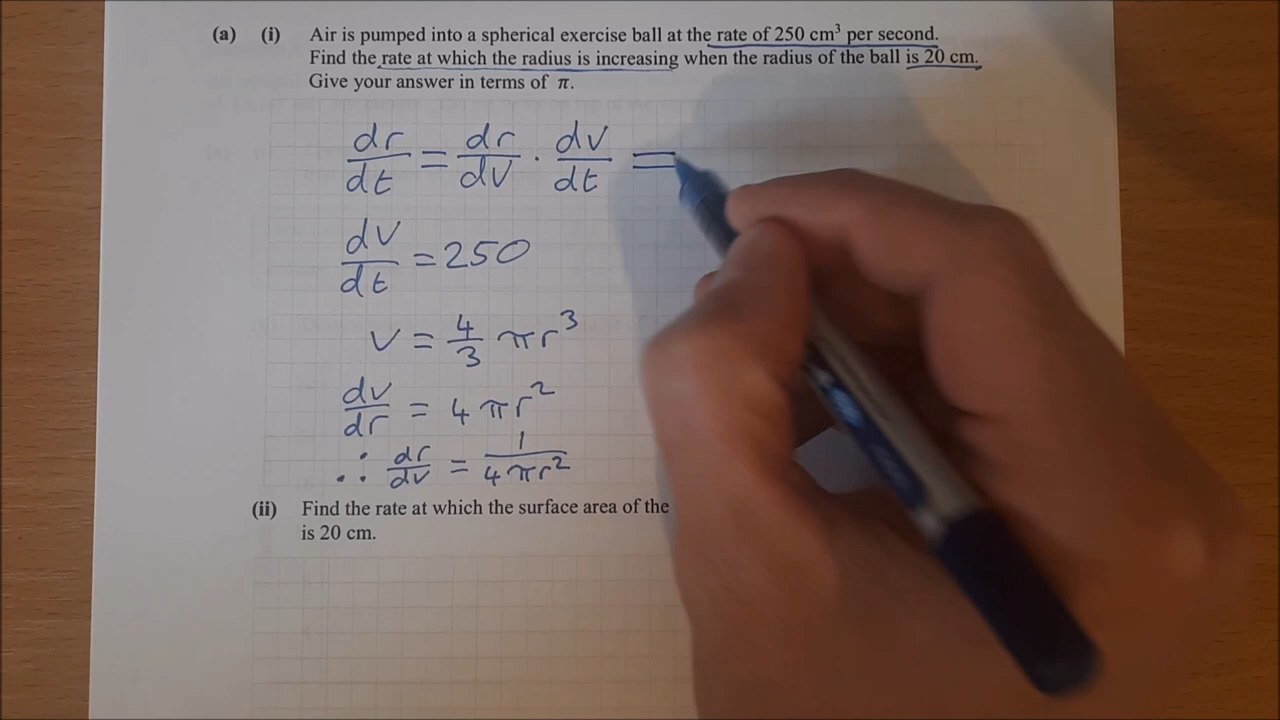 (a) (i) Air is pumped into a spherical exercise ball at the rate of 250 cm³ per second.
Find the rate at which the radius is increasing when the radius of the ball is 20 cm.
Give your answer in terms of π.
dr/dt = dr/dV · dV/dt =
dV/dt = 250
V = 4/3 πr³
dV/dr = 4πr²
∴ dr/dV = 1/4πr²
(ii) Find the rate at which the surface area of the
is 20 cm.